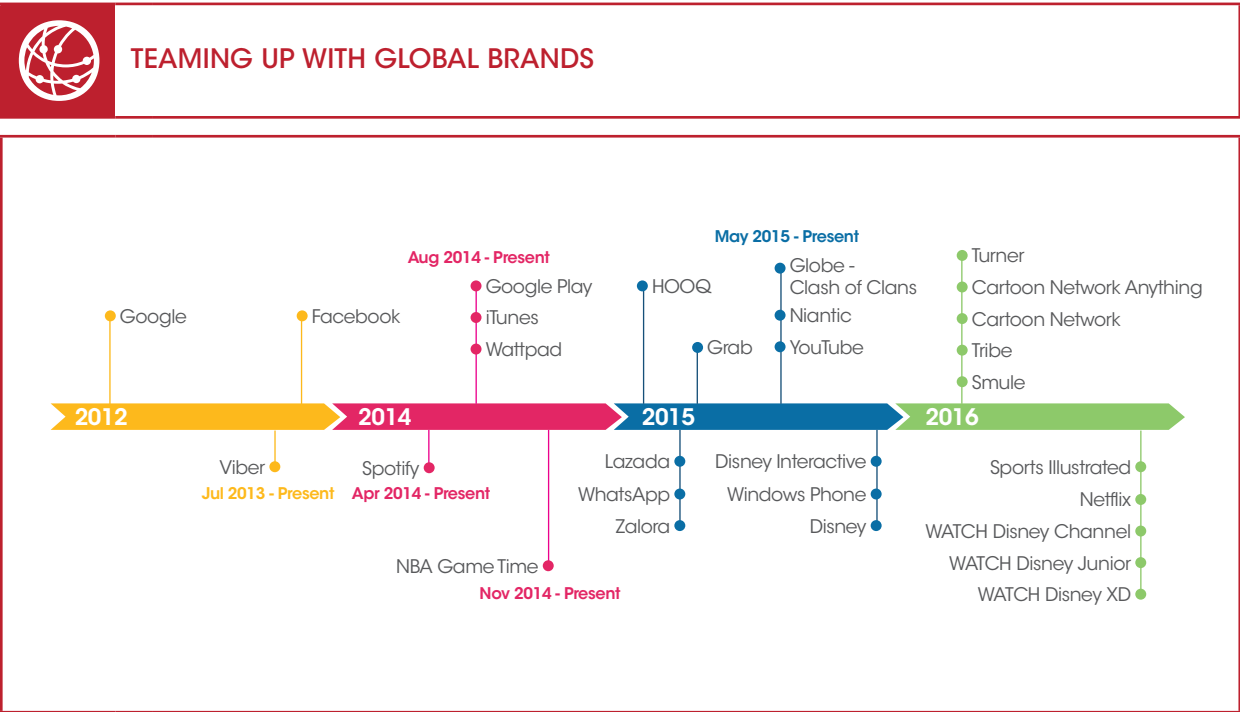 TEAMING UP WITH GLOBAL BRANDS
Google
Facebook
Aug 2014 - Present
Google Play
iTunes
Wattpad
HOOQ
Grab
May 2015 - Present
Globe -
Clash of Clans
Niantic
YouTube
Turner
Cartoon Network Anything
Cartoon Network
Tribe
Smule
2012
2014
2015
2016
Viber
Jul 2013 - Present
Spotify
Apr 2014 - Present
NBA Game Time
Nov 2014 - Present
Lazada
WhatsApp
Zalora
Disney Interactive
Windows Phone
Disney
Sports Illustrated
Netflix
WATCH Disney Channel
WATCH Disney Junior
WATCH Disney XD